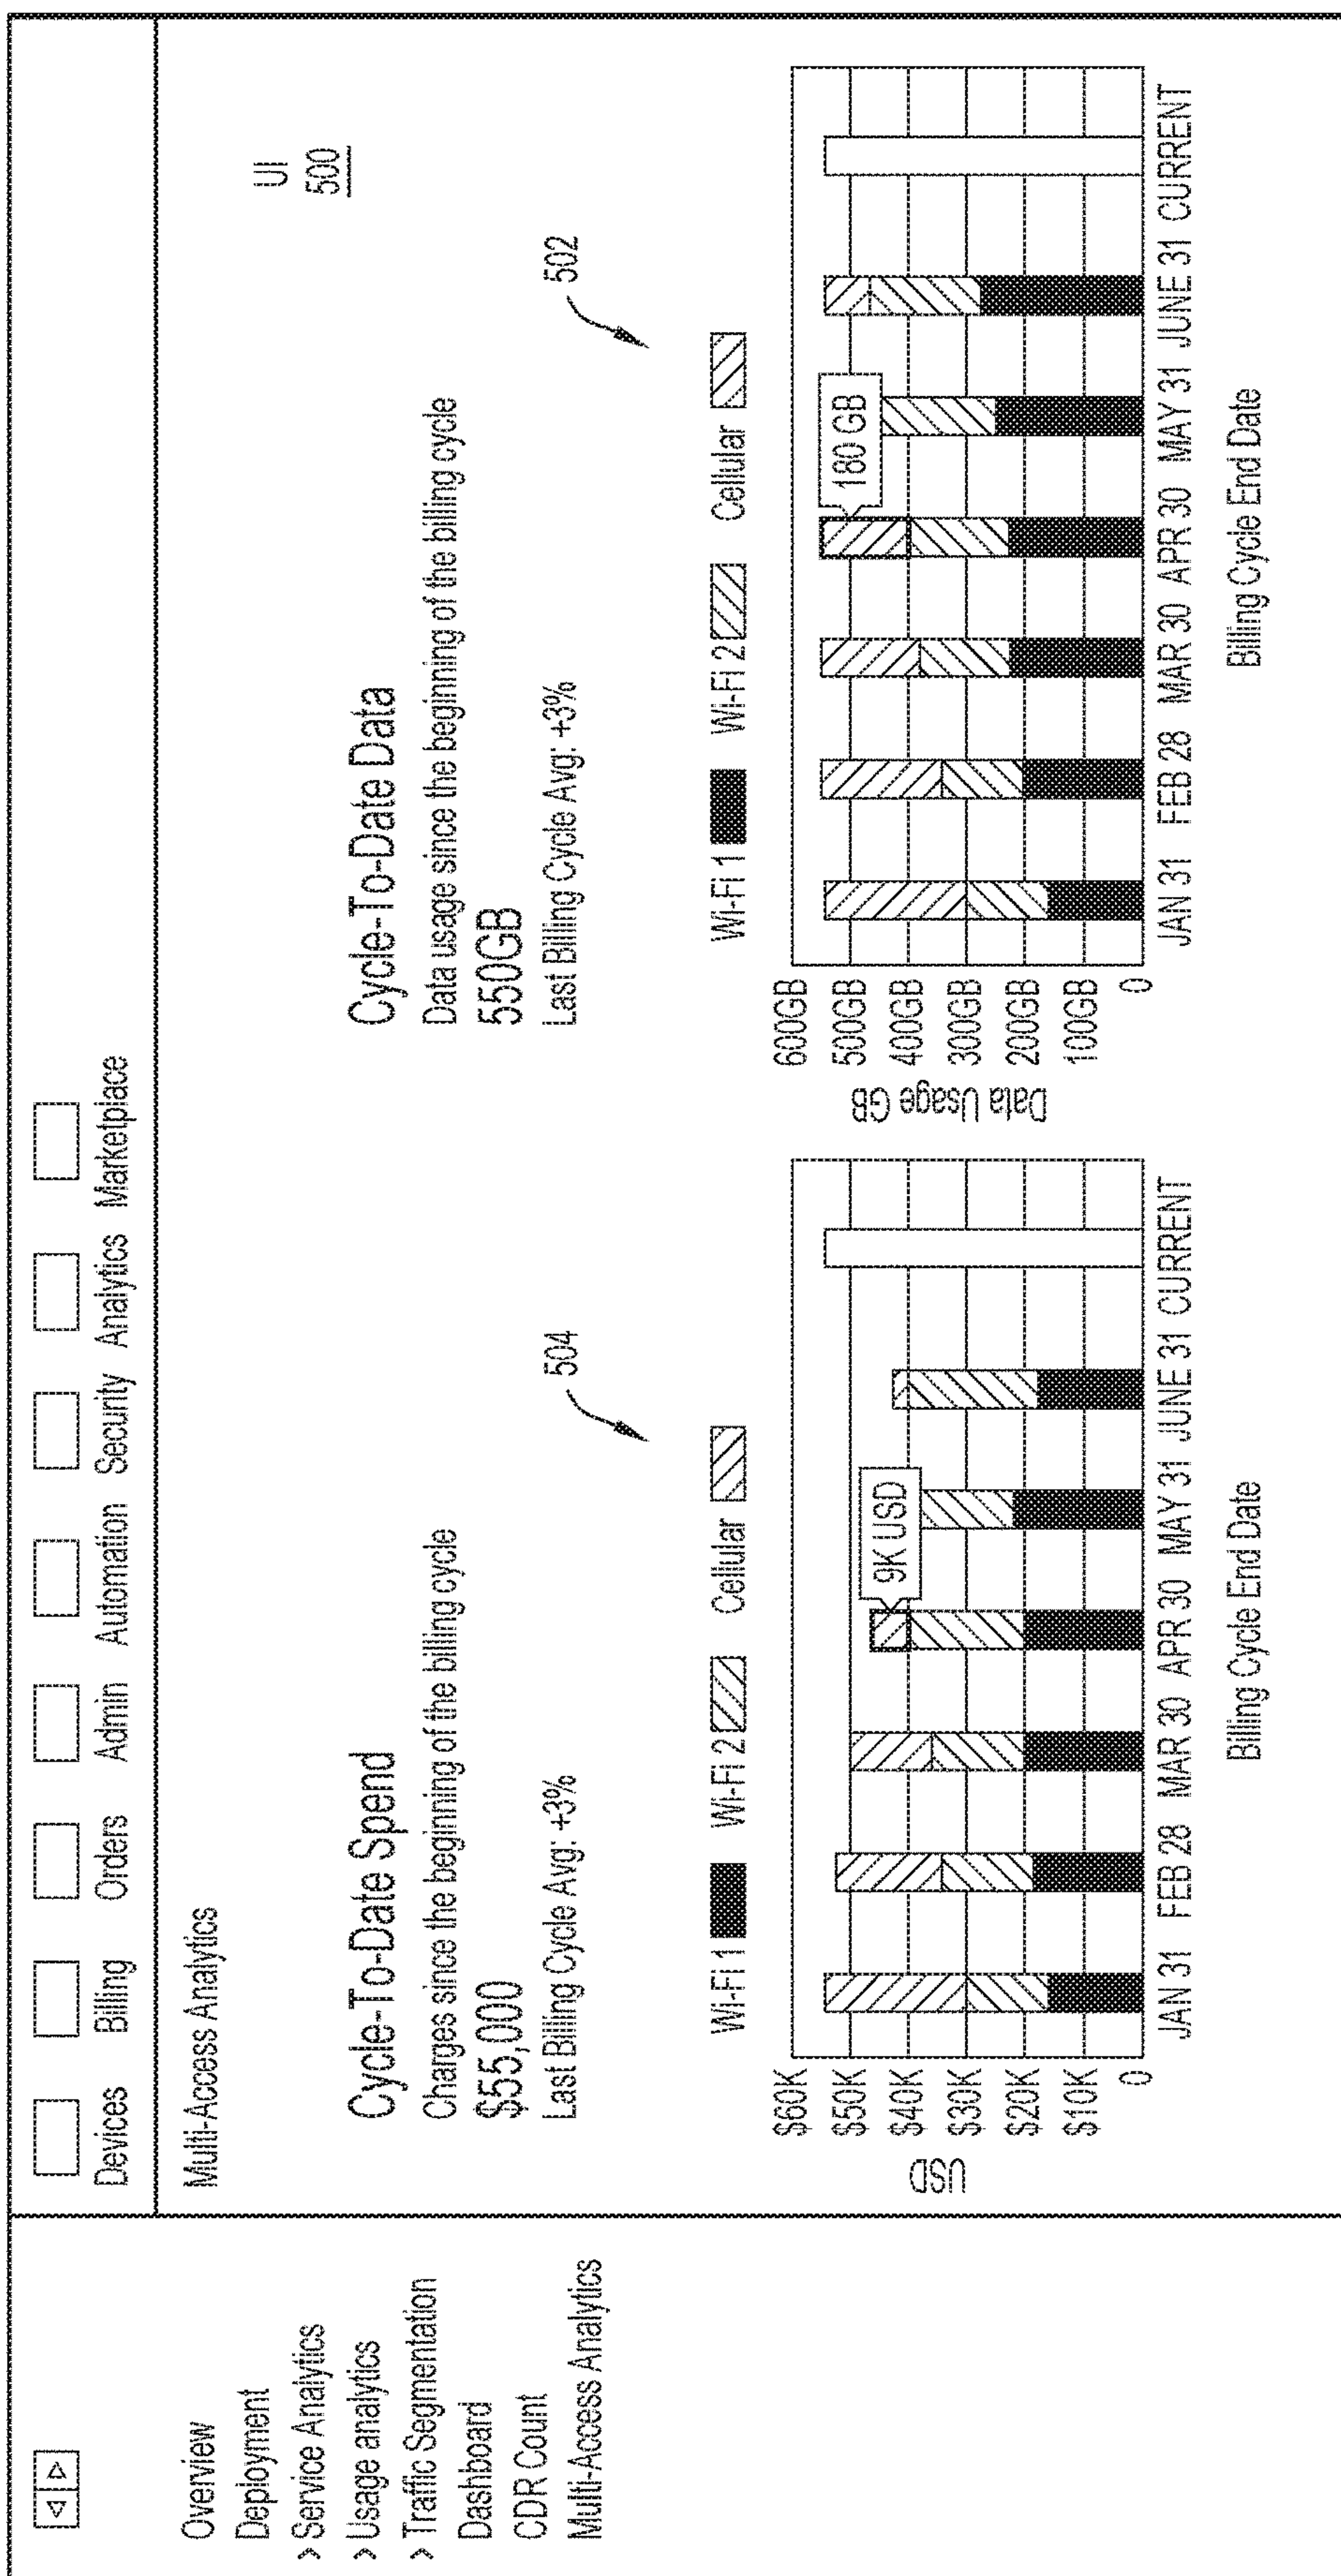 Devices Billing Orders Admin Automation Security Analytics Marketplace
Overview
Deployment
› Service Analytics
› Usage analytics
› Traffic Segmentation
Dashboard
CDR Count
Multi-Access Analytics
Multi-Access Analytics
UI
500
Cycle-To-Date Spend
Charges since the beginning of the billing cycle
$55,000
Last Billing Cycle Avg: +3%
504
Wi-Fi 1 Wi-Fi 2 Cellular
USD
$60K
$50K
$40K
$30K
$20K
$10K
0
9K USD
JAN 31 FEB 28 MAR 30 APR 30 MAY 31 JUNE 31 CURRENT
Billing Cycle End Date
Cycle-To-Date Data
Data usage since the beginning of the billing cycle
550GB
Last Billing Cycle Avg: +3%
502
Wi-Fi 1 Wi-Fi 2 Cellular
Data Usage GB
600GB
500GB
400GB
300GB
200GB
100GB
0
180 GB
JAN 31 FEB 28 MAR 30 APR 30 MAY 31 JUNE 31 CURRENT
Billing Cycle End Date